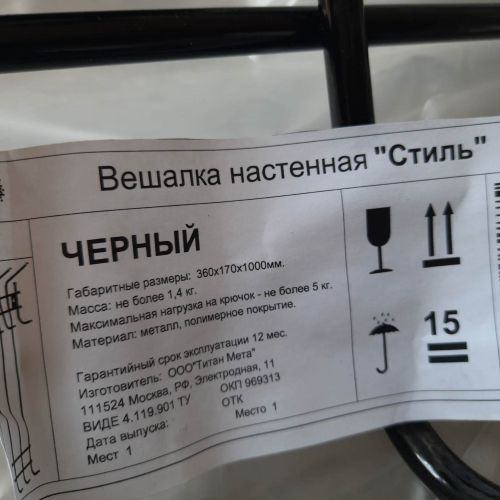 Вешалка настенная "Стиль"
ЧЕРНЫЙ
Габаритные размеры: 360х170х1000мм.
Масса: не более 1,4 кг.
Максимальная нагрузка на крючок - не более 5 кг.
Материал: металл, полимерное покрытие.
Гарантийный срок эксплуатации 12 мес.
Изготовитель: ООО"Титан Мета"
111524 Москва, РФ, Электродная, 11
ВИДЕ 4.119.901 ТУ ОКП 969313
Дата выпуска: ОТК
Мест 1 Место 1
15